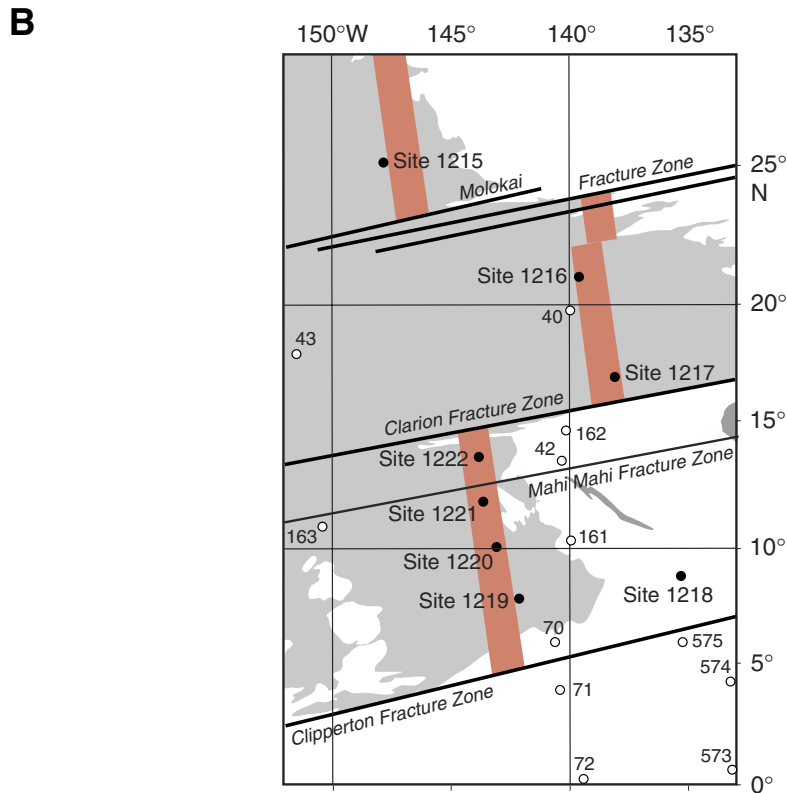 B
150°W 145° 140° 135°
Site 1215
Molokai
Fracture Zone
25°
N
Site 1216
20°
40
43
Site 1217
Clarion Fracture Zone
15°
162
42
Site 1222
Mahi Mahi Fracture Zone
Site 1221
163
161
10°
Site 1220
Site 1219
Site 1218
70
575
5°
574
71
Clipperton Fracture Zone
573
72
0°